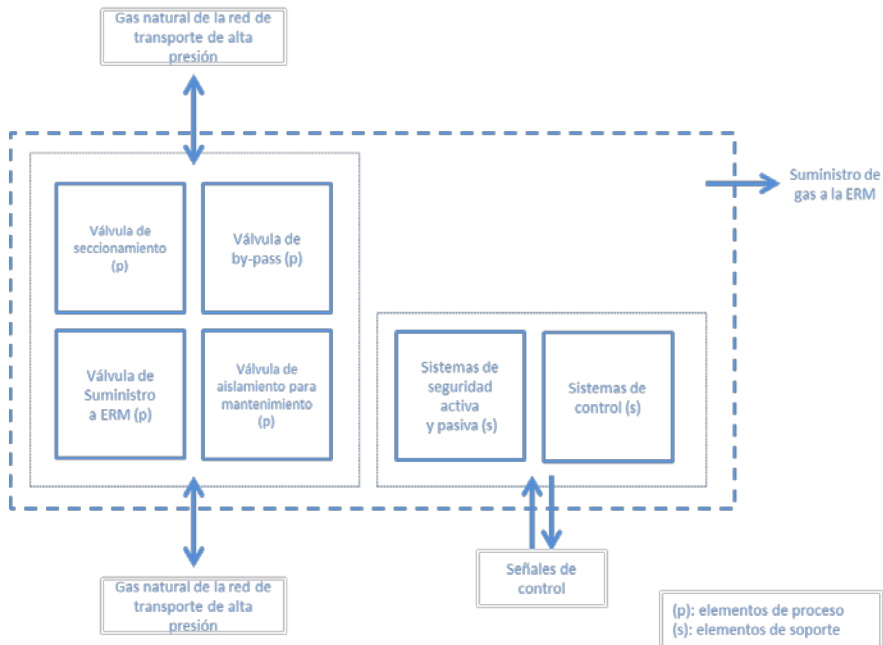 Gas natural de la red de
transporte de alta
presión
Suministro de
gas a la ERM
Válvula de
seccionamiento
(p)
Válvula de
by-pass (p)
Válvula de
Suministro
a ERM (p)
Válvula de
aislamiento para
mantenimiento
(p)
Sistemas de
seguridad
activa
y pasiva (s)
Sistemas de
control (s)
Gas natural de la red de
transporte de alta
presión
Señales de
control
(p): elementos de proceso
(s): elementos de soporte